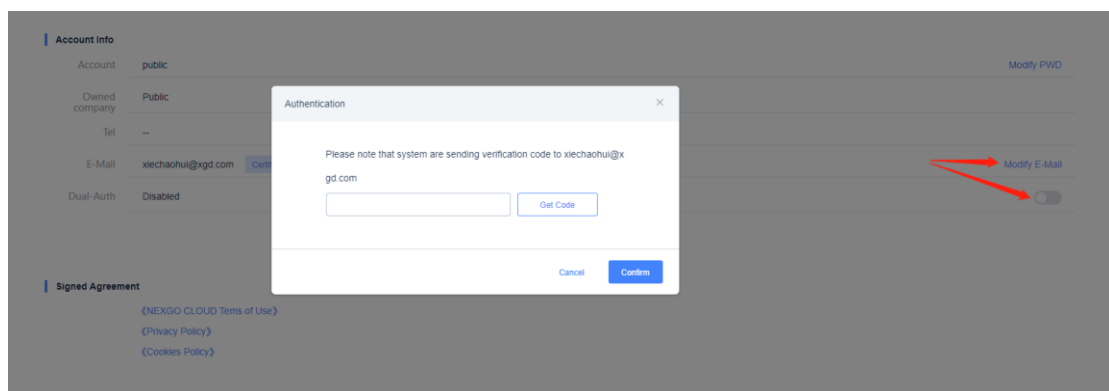 Account Info
Account public Modify PWD
Owned company Public
Tel --
E-Mail xiechaohui@xgd.com Modify E-Mail
Dual-Auth Disabled
Authentication
Please note that system are sending verification code to xiechaohui@x
gd.com
Get Code
Cancel Confirm
Signed Agreement
《NEXGO CLOUD Tems of Use》
《Privacy Policy》
《Cookies Policy》